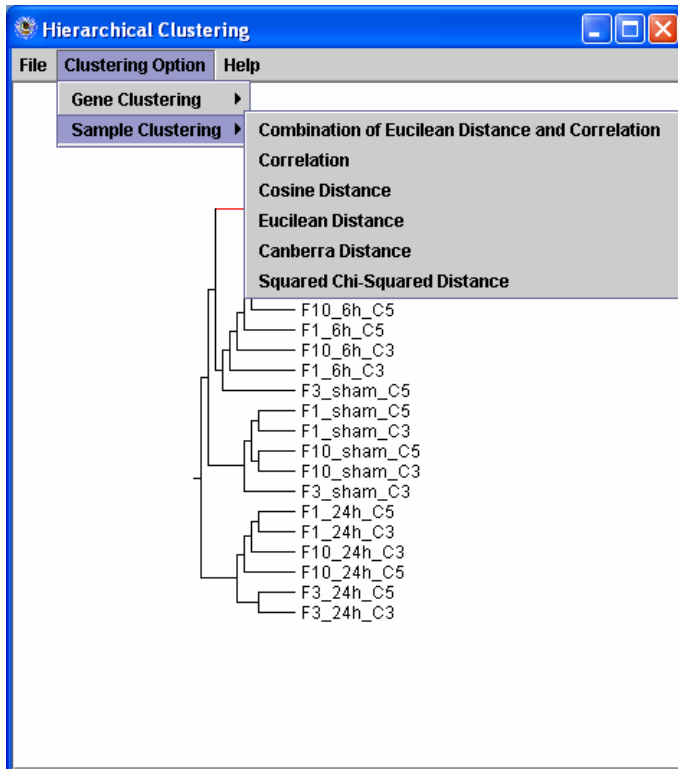 Hierarchical Clustering
File Clustering Option Help
Gene Clustering
Sample Clustering
Combination of Eucilean Distance and Correlation
Correlation
Cosine Distance
Eucilean Distance
Canberra Distance
Squared Chi-Squared Distance
F10_6h_C5
F1_6h_C5
F10_6h_C3
F1_6h_C3
F3_sham_C5
F1_sham_C5
F1_sham_C3
F10_sham_C5
F10_sham_C3
F3_sham_C3
F1_24h_C5
F1_24h_C3
F10_24h_C3
F10_24h_C5
F3_24h_C5
F3_24h_C3